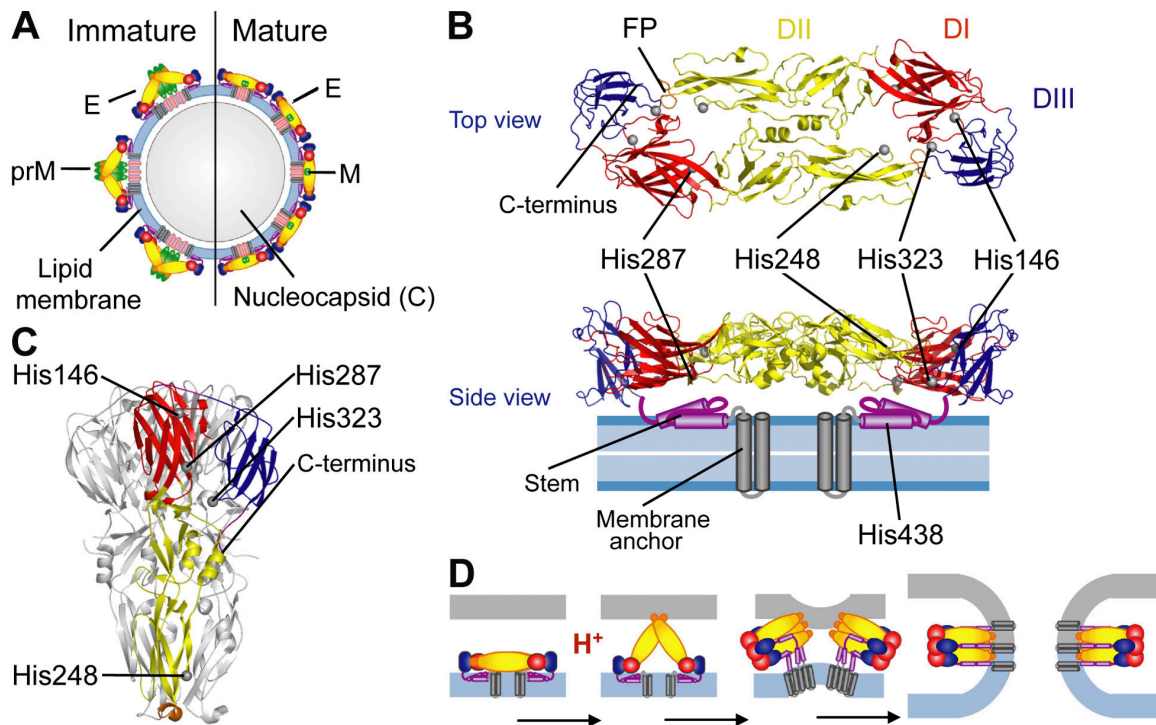 A
Immature
Mature
E
E
prM
M
Lipid
membrane
Nucleocapsid (C)
B
FP
DII
DI
DIII
Top view
C-terminus
His287
His248
His323
His146
Side view
Stem
Membrane
anchor
His438
C
His146
His287
His323
C-terminus
His248
D
H+